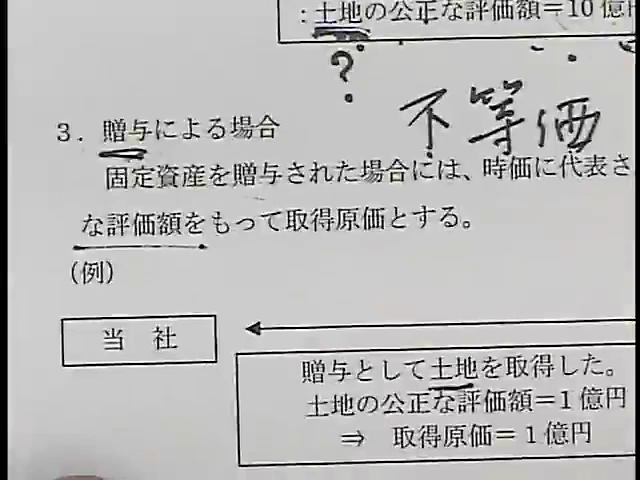 ：土地の公正な評価額＝10億円
?
不等価
3．贈与による場合
固定資産を贈与された場合には、時価に代表さ
な評価額をもって取得原価とする。
（例）
当　社
贈与として土地を取得した。
土地の公正な評価額＝1億円
⇒　取得原価＝1億円